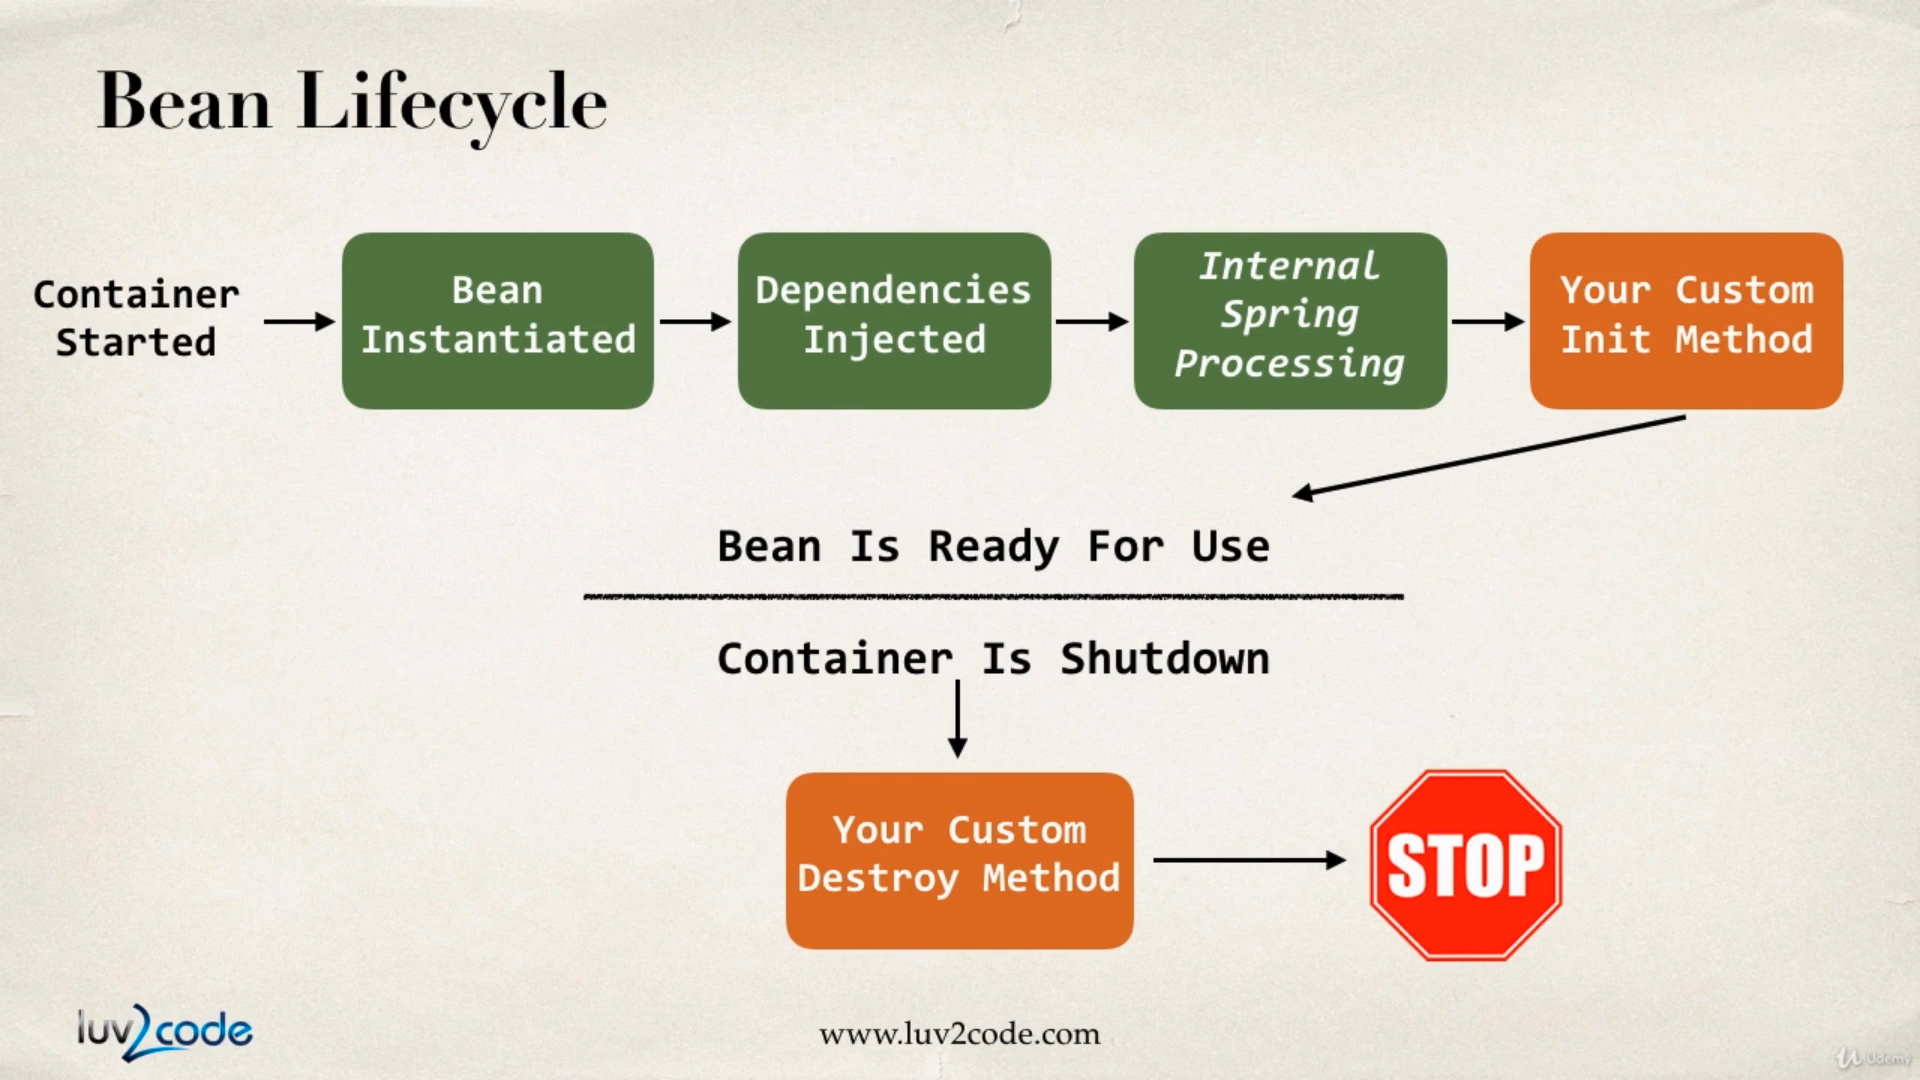 Bean Lifecycle
Container
Started
Bean
Instantiated
Dependencies
Injected
Internal
Spring
Processing
Your Custom
Init Method
Bean Is Ready For Use
Container Is Shutdown
Your Custom
Destroy Method
STOP
luv2code
www.luv2code.com
Udemy